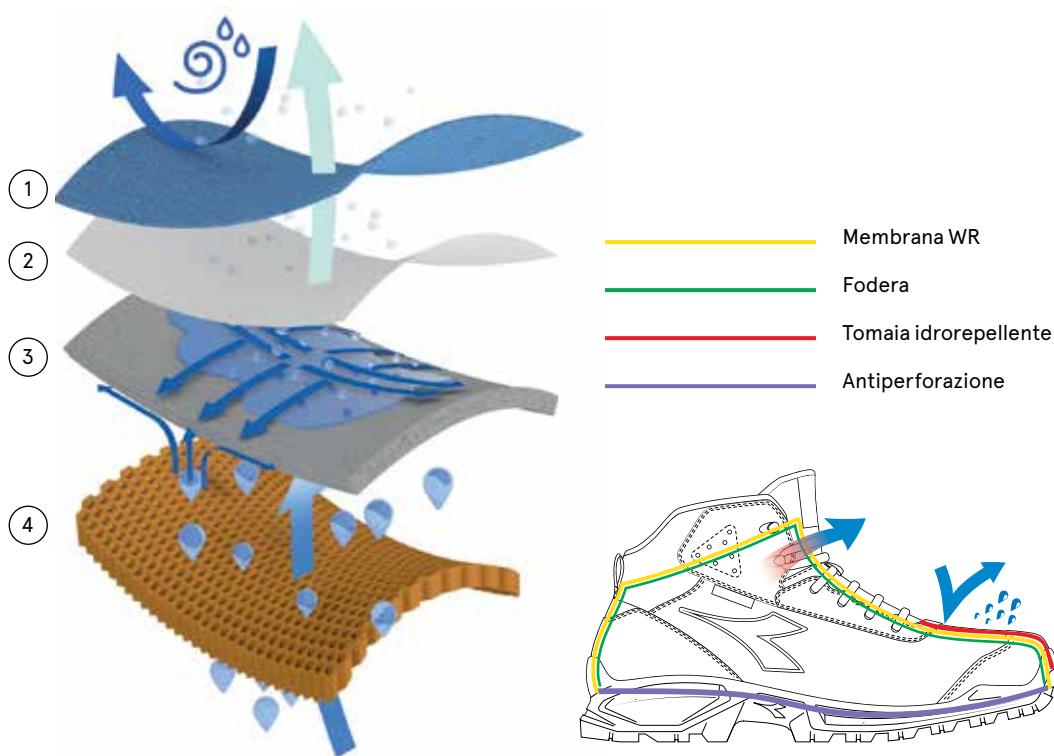 1
2
3
4
Membrana WR
Fodera
Tomaia idrorepellente
Antiperforazione